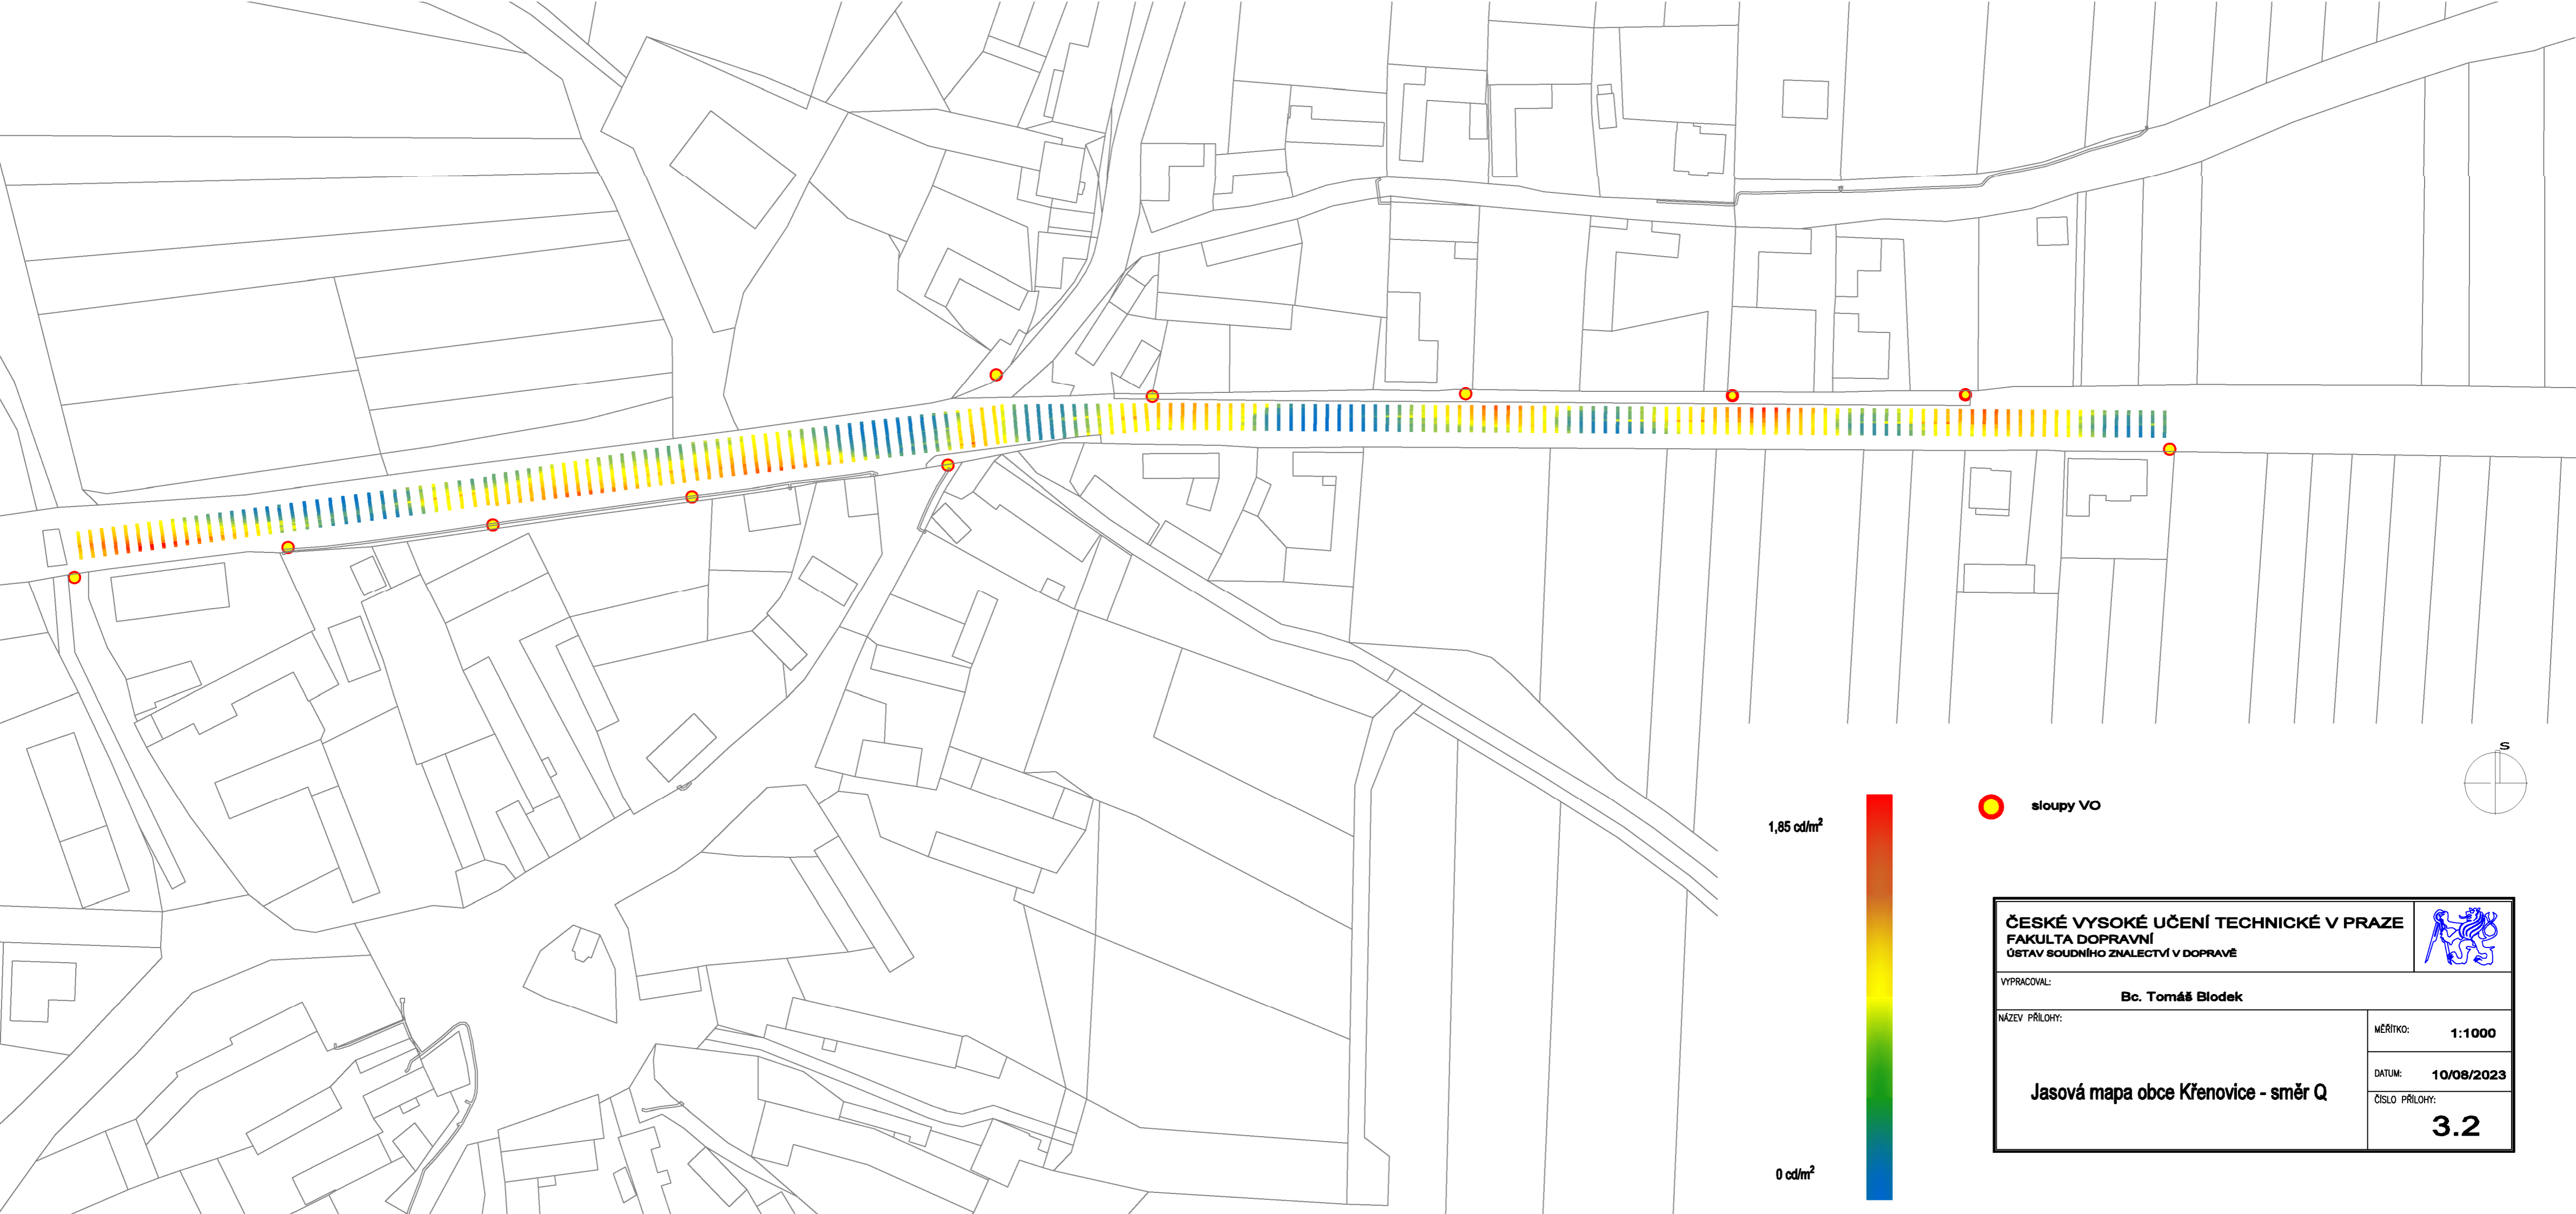 S
sloupy VO
1,85 cd/m²
0 cd/m²
ČESKÉ VYSOKÉ UČENÍ TECHNICKÉ V PRAZE
FAKULTA DOPRAVNÍ
ÚSTAV SOUDNÍHO ZNALECTVÍ V DOPRAVĚ
VYPRACOVAL:
Bc. Tomáš Blodek
NÁZEV PŘÍLOHY:
Jasová mapa obce Křenovice - směr Q
MĚŘÍTKO:
1:1000
DATUM:
10/08/2023
ČÍSLO PŘÍLOHY:
3.2